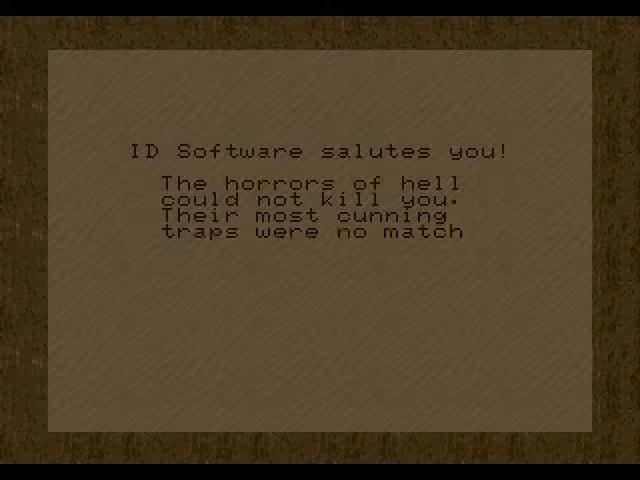 ID Software salutes you!
The horrors of hell
could not kill you.
Their most cunning
traps were no match